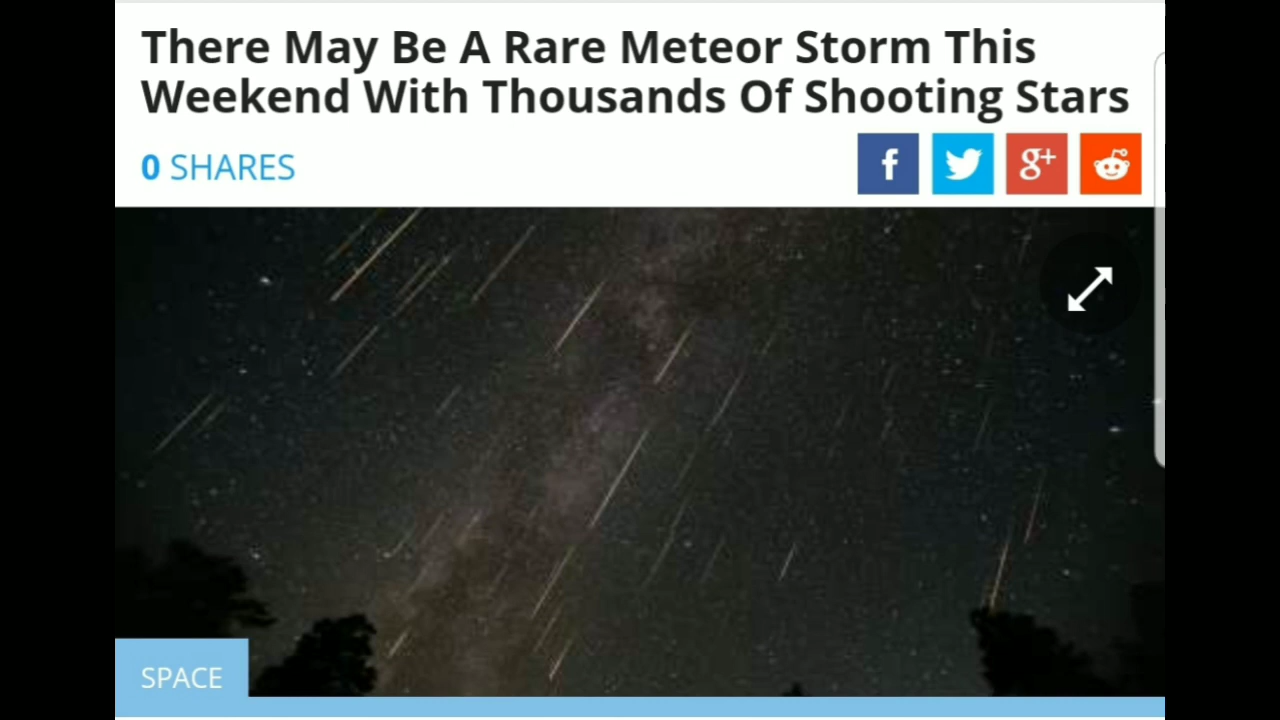 There May Be A Rare Meteor Storm This
Weekend With Thousands Of Shooting Stars
0 SHARES
f
g+
SPACE